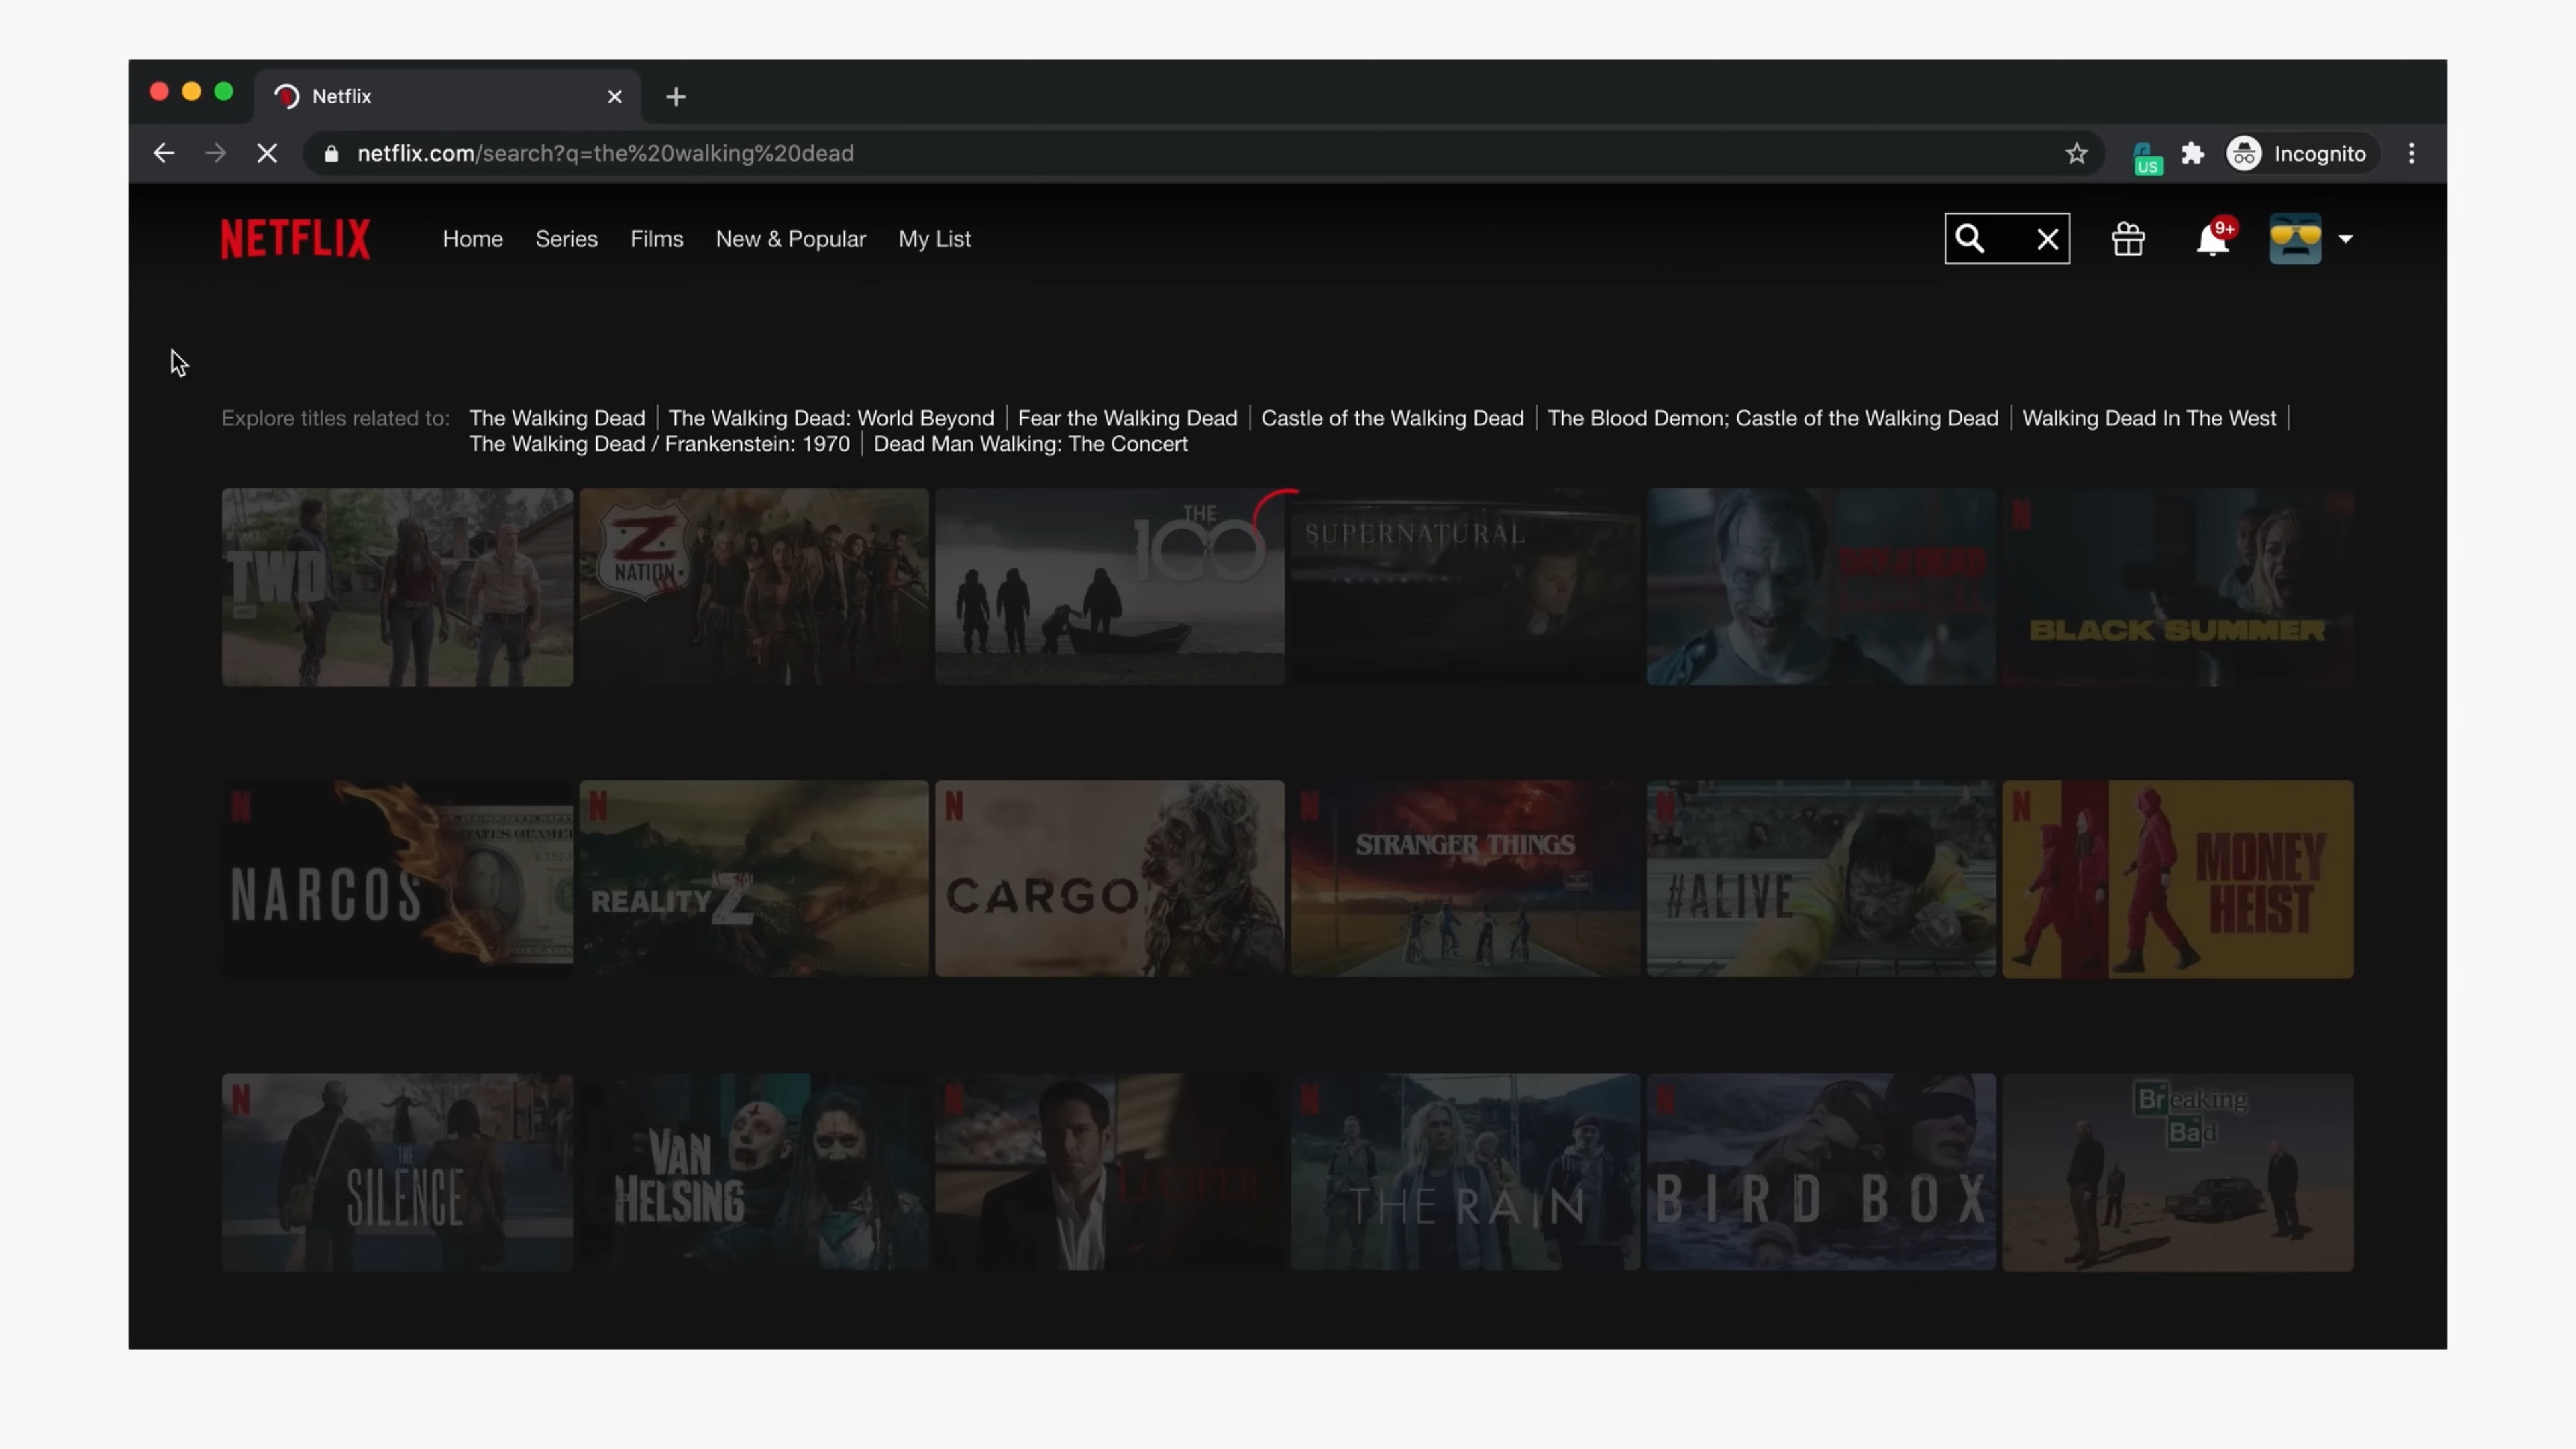 Netflix
netflix.com/search?q=the%20walking%20dead
US
Incognito
NETFLIX
Home
Series
Films
New & Popular
My List
9+
Explore titles related to:
The Walking Dead | The Walking Dead: World Beyond | Fear the Walking Dead | Castle of the Walking Dead | The Blood Demon; Castle of the Walking Dead | Walking Dead In The West |
The Walking Dead / Frankenstein: 1970 | Dead Man Walking: The Concert
TWD
Z
NATION
THE
100
SUPERNATURAL
BLACK SUMMER
N
NARCOS
N
REALITY Z
N
CARGO
N
STRANGER THINGS
N
#ALIVE
N
MONEY
HEIST
N
THE
SILENCE
VAN
HELSING
N
LUCIFER
N
THE RAIN
N
BIRD BOX
Breaking
Bad